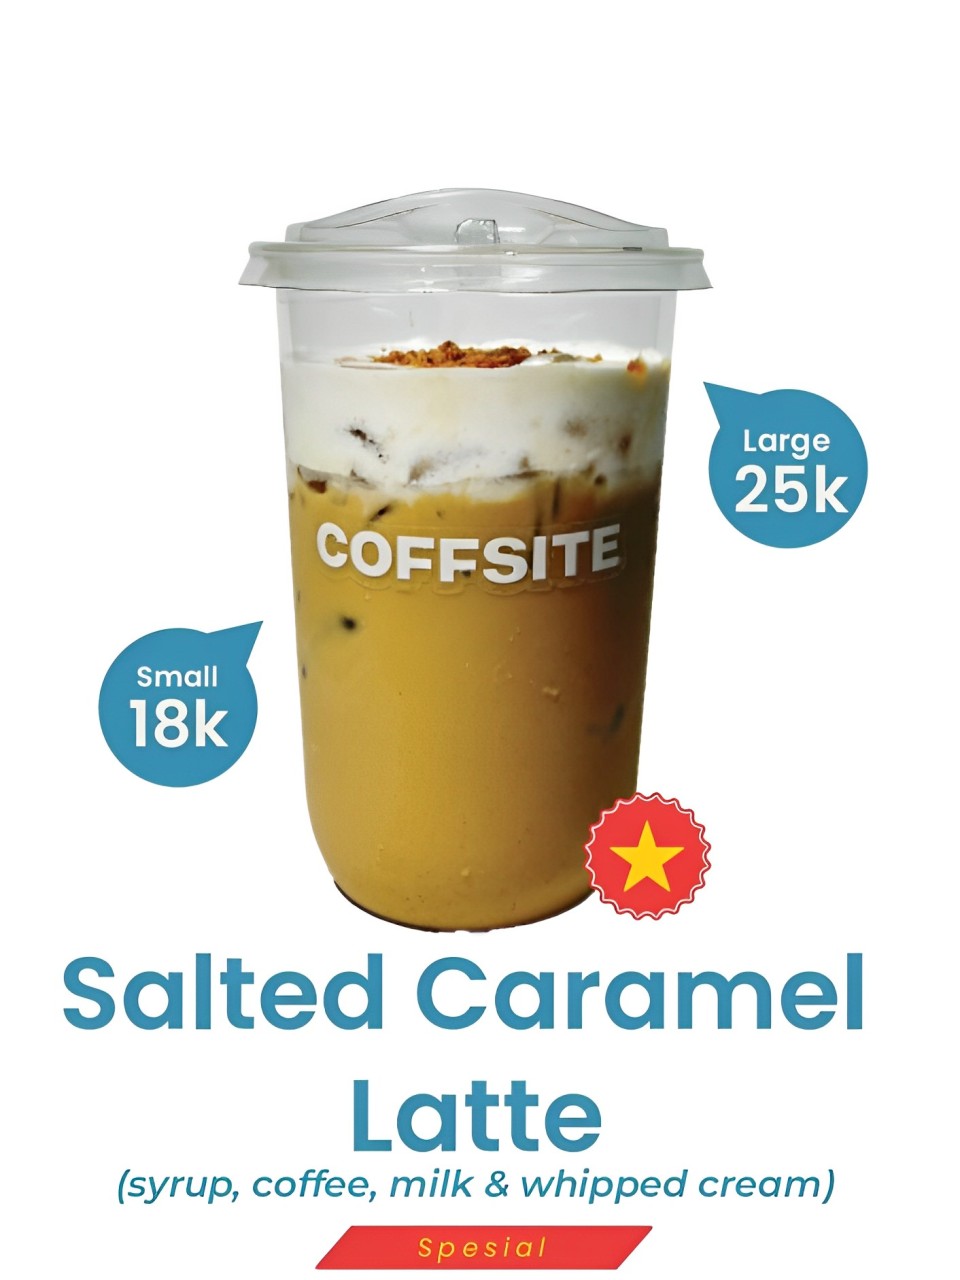 Large
25k
COFFSITE
Small
18k
Salted Caramel
Latte
(syrup, coffee, milk & whipped cream)
Spesial